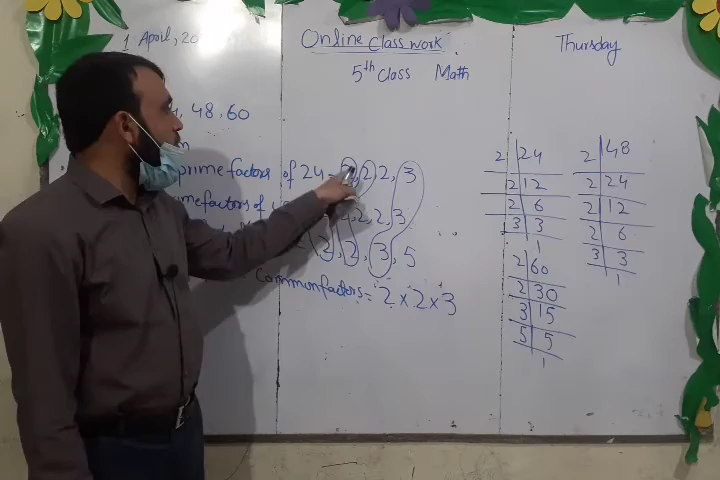 1 April, 20
Online Class work
Thursday
5th Class Math
, 48, 60
prime factors of 24 = 2, 2, 2, 3
factors of
2, 2, 3
2, 2, 3, 5
Common factors = 2 x 2 x 3
2 | 24
2 | 12
2 | 6
3 | 3
1
2 | 60
2 | 30
3 | 15
5 | 5
1
2 | 48
2 | 24
2 | 12
2 | 6
3 | 3
1